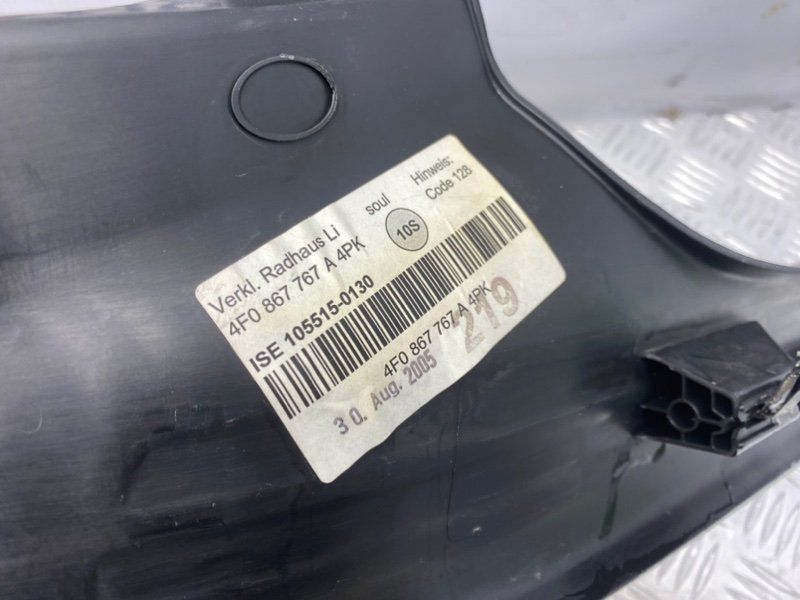 Verkl. Radhaus Li soul Hinweis:
4F0 867 767 A 4PK 10S Code 128
ISE 105515-0130
4F0 867 767 A 4PK
30. Aug. 2005 219